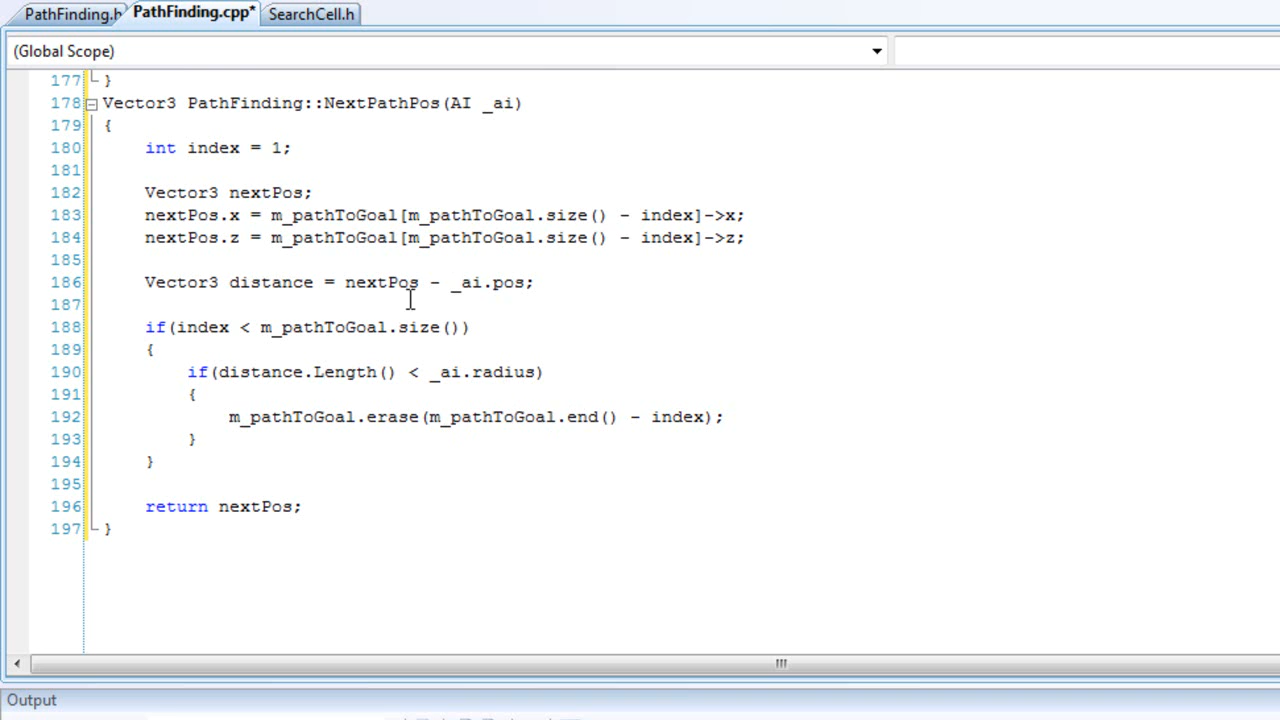 PathFinding.h PathFinding.cpp* SearchCell.h
(Global Scope)
177 }
178 Vector3 PathFinding::NextPathPos(AI _ai)
179 {
180 int index = 1;
181
182 Vector3 nextPos;
183 nextPos.x = m_pathToGoal[m_pathToGoal.size() - index]->x;
184 nextPos.z = m_pathToGoal[m_pathToGoal.size() - index]->z;
185
186 Vector3 distance = nextPos - _ai.pos;
187
188 if(index < m_pathToGoal.size())
189 {
190 if(distance.Length() < _ai.radius)
191 {
192 m_pathToGoal.erase(m_pathToGoal.end() - index);
193 }
194 }
195
196 return nextPos;
197 }
Output